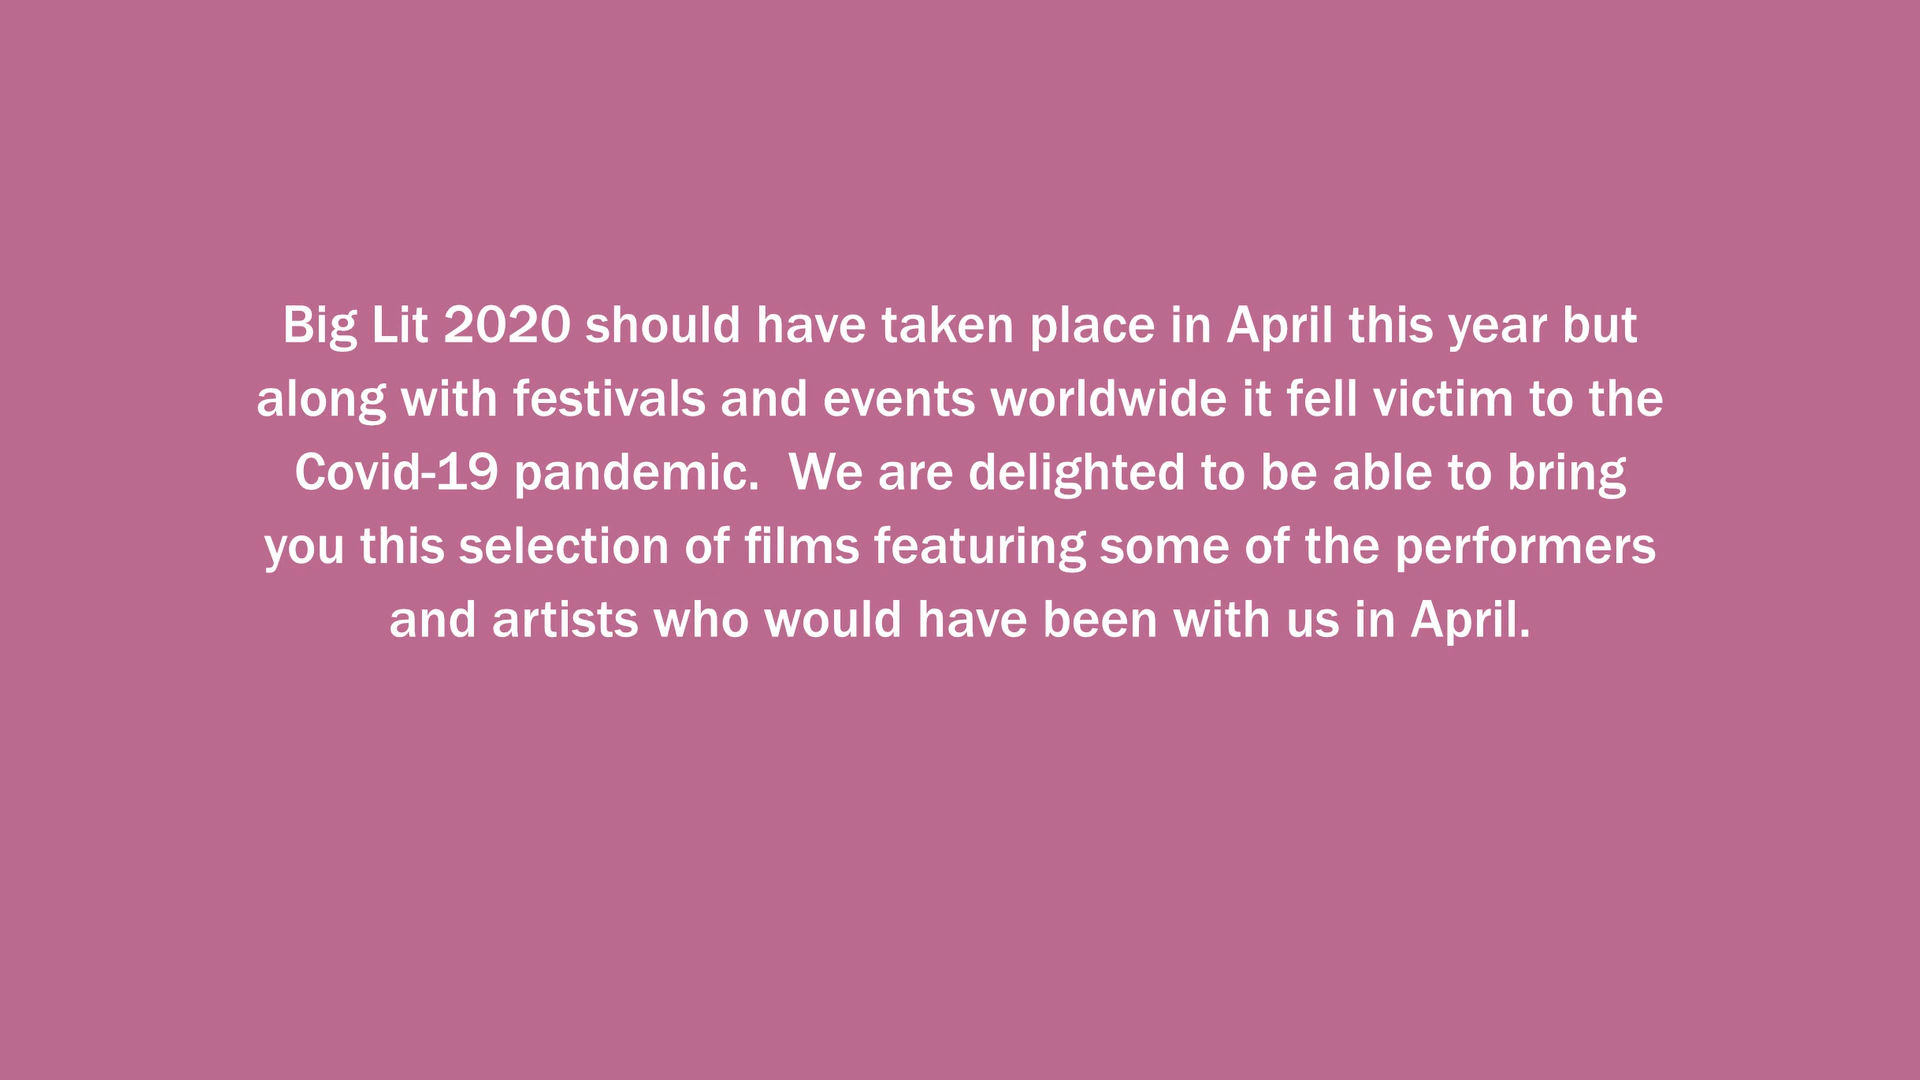 Big Lit 2020 should have taken place in April this year but
along with festivals and events worldwide it fell victim to the
Covid-19 pandemic.  We are delighted to be able to bring
you this selection of films featuring some of the performers
and artists who would have been with us in April.